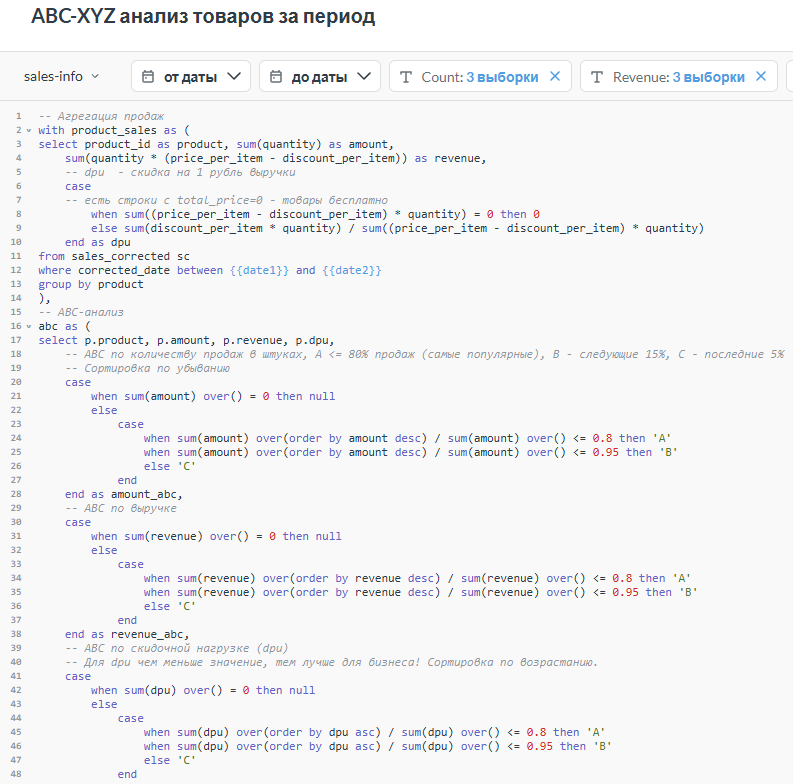 ABC-XYZ анализ товаров за период
sales-info
от даты
до даты
Count: 3 выборки
Revenue: 3 выборки
1 -- Агрегация продаж
2 with product_sales as (
3 select product_id as product, sum(quantity) as amount,
4 sum(quantity * (price_per_item - discount_per_item)) as revenue,
5 -- dpu - скидка на 1 рубль выручки
6 case
7 -- есть строки с total_price=0 - товары бесплатно
8 when sum((price_per_item - discount_per_item) * quantity) = 0 then 0
9 else sum(discount_per_item * quantity) / sum((price_per_item - discount_per_item) * quantity)
10 end as dpu
11 from sales_corrected sc
12 where corrected_date between {{date1}} and {{date2}}
13 group by product
14 ),
15 -- ABC-анализ
16 abc as (
17 select p.product, p.amount, p.revenue, p.dpu,
18 -- ABC по количеству продаж в штуках, A <= 80% продаж (самые популярные), B - следующие 15%, C - последние 5%
19 -- Сортировка по убыванию
20 case
21 when sum(amount) over() = 0 then null
22 else
23 case
24 when sum(amount) over(order by amount desc) / sum(amount) over() <= 0.8 then 'A'
25 when sum(amount) over(order by amount desc) / sum(amount) over() <= 0.95 then 'B'
26 else 'C'
27 end
28 end as amount_abc,
29 -- ABC по выручке
30 case
31 when sum(revenue) over() = 0 then null
32 else
33 case
34 when sum(revenue) over(order by revenue desc) / sum(revenue) over() <= 0.8 then 'A'
35 when sum(revenue) over(order by revenue desc) / sum(revenue) over() <= 0.95 then 'B'
36 else 'C'
37 end
38 end as revenue_abc,
39 -- ABC по скидочной нагрузке (dpu)
40 -- Для dpu чем меньше значение, тем лучше для бизнеса! Сортировка по возрастанию.
41 case
42 when sum(dpu) over() = 0 then null
43 else
44 case
45 when sum(dpu) over(order by dpu asc) / sum(dpu) over() <= 0.8 then 'A'
46 when sum(dpu) over(order by dpu asc) / sum(dpu) over() <= 0.95 then 'B'
47 else 'C'
48 end